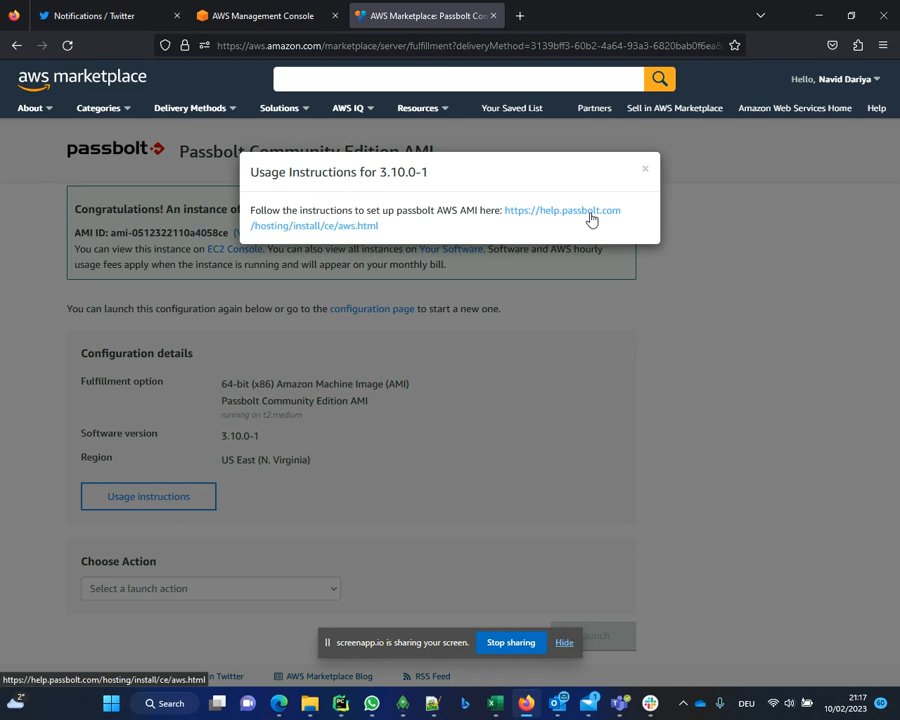 Notifications / Twitter
AWS Management Console
AWS Marketplace: Passbolt Con
https://aws.amazon.com/marketplace/server/fulfillment?deliveryMethod=3139bff3-60b2-4a64-93a3-6820bab0f6ea8
aws marketplace
Hello, Navid Dariya
About
Categories
Delivery Methods
Solutions
AWS IQ
Resources
Your Saved List
Partners
Sell in AWS Marketplace
Amazon Web Services Home
Help
passbolt
Passbolt Community Edition AMI
Usage Instructions for 3.10.0-1
×
Follow the instructions to set up passbolt AWS AMI here: https://help.passbolt.com
/hosting/install/ce/aws.html
Congratulations! An instance of
AMI ID: ami-0512322110a4058ce
You can view this instance on EC2 Console. You can also view all instances on Your Software. Software and AWS hourly
usage fees apply when the instance is running and will appear on your monthly bill.
You can launch this configuration again below or go to the configuration page to start a new one.
Configuration details
Fulfillment option
64-bit (x86) Amazon Machine Image (AMI)
Passbolt Community Edition AMI
running on t2.medium
Software version
3.10.0-1
Region
US East (N. Virginia)
Usage instructions
Choose Action
Select a launch action
Launch
screenapp.io is sharing your screen.
Stop sharing
Hide
https://help.passbolt.com/hosting/install/ce/aws.html
on Twitter
AWS Marketplace Blog
RSS Feed
2°
Search
DEU
21:17
10/02/2023
60